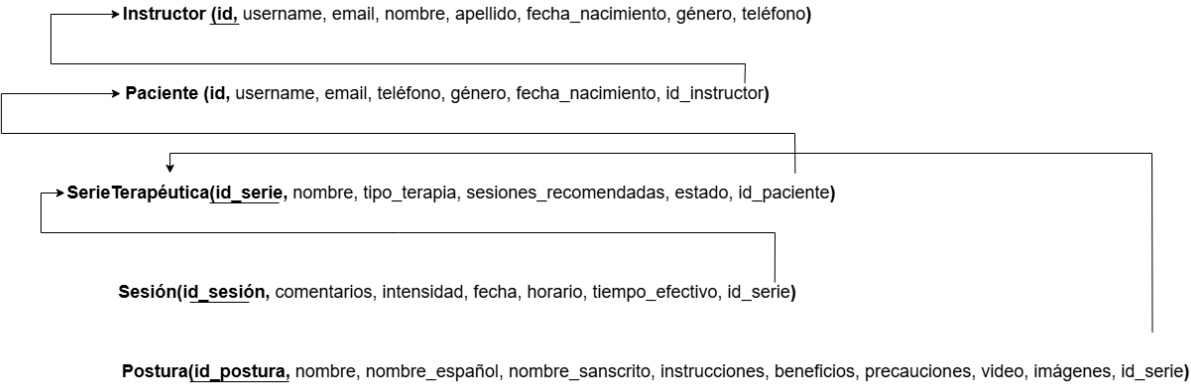 Instructor (id, username, email, nombre, apellido, fecha_nacimiento, género, teléfono)
Paciente (id, username, email, teléfono, género, fecha_nacimiento, id_instructor)
SerieTerapéutica(id_serie, nombre, tipo_terapia, sesiones_recomendadas, estado, id_paciente)
Sesión(id_sesión, comentarios, intensidad, fecha, horario, tiempo_efectivo, id_serie)
Postura(id_postura, nombre, nombre_español, nombre_sanscrito, instrucciones, beneficios, precauciones, video, imágenes, id_serie)